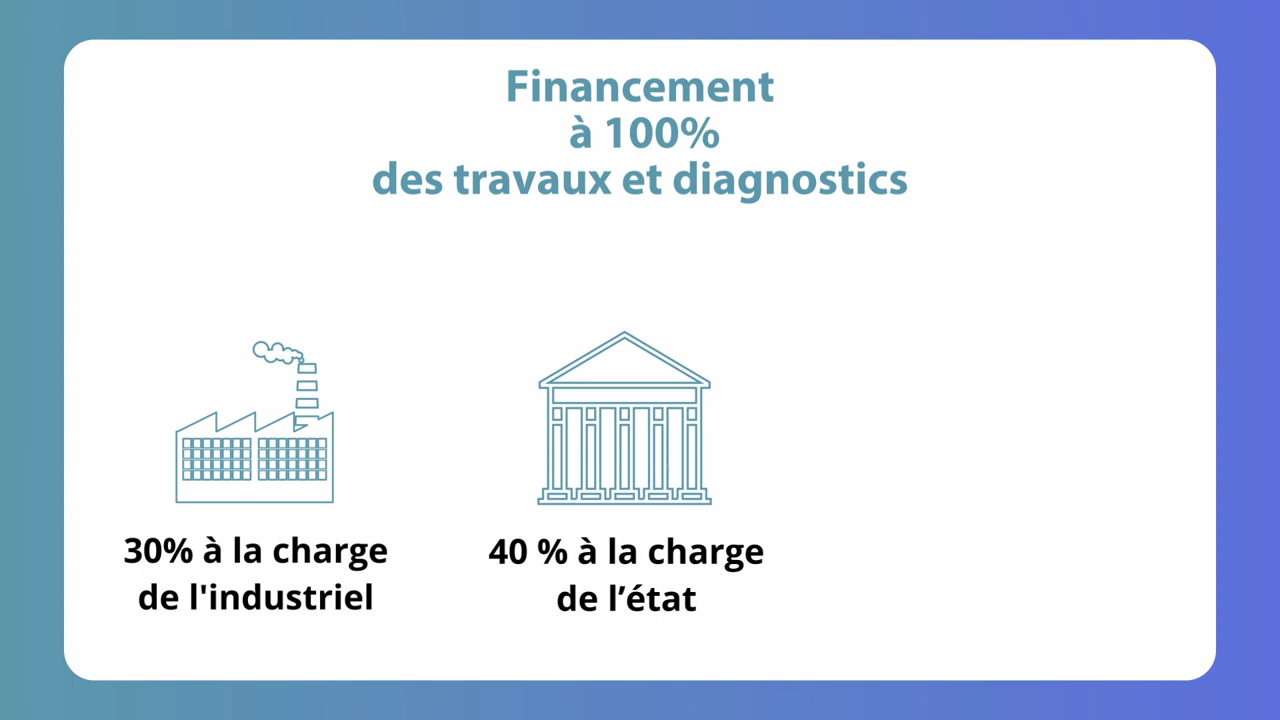 Financement
à 100%
des travaux et diagnostics
30% à la charge
de l'industriel
40 % à la charge
de l’état